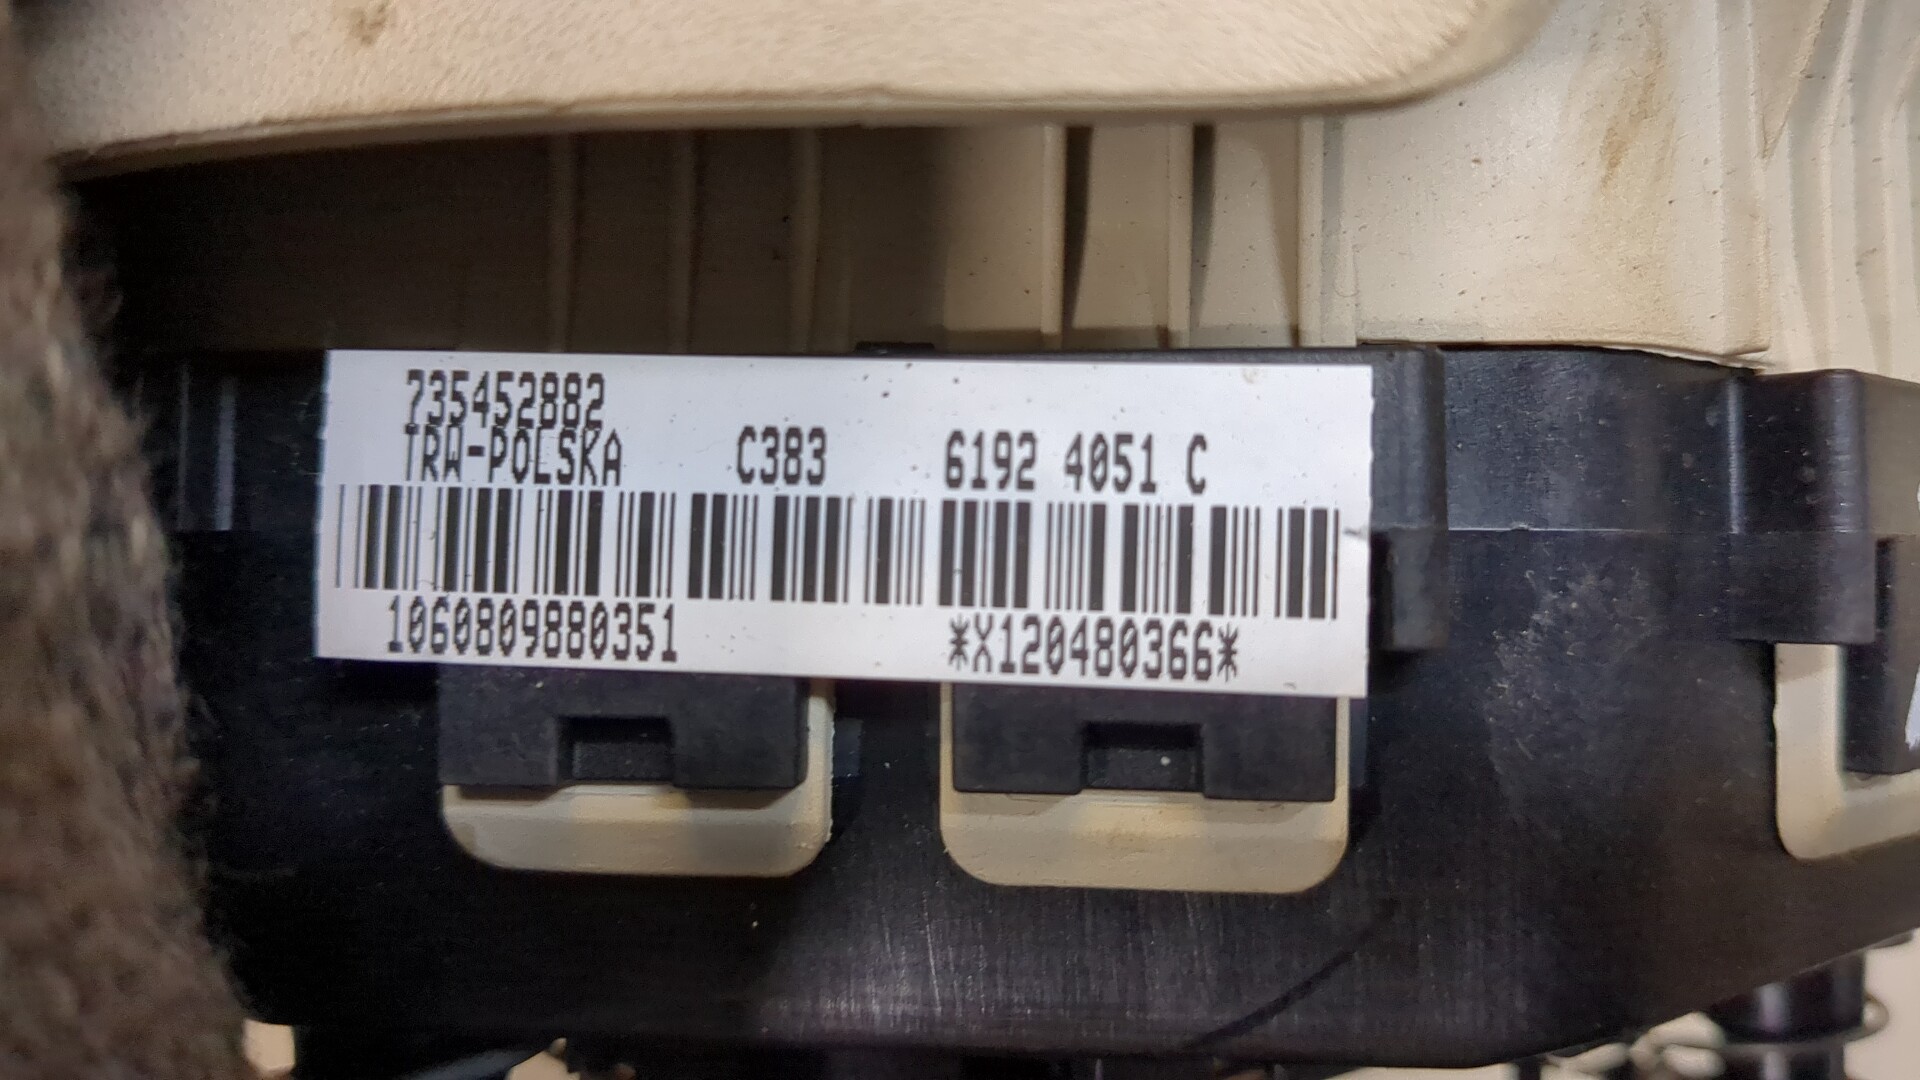 735452882
TRW-POLSKA C383 6192 4051 C
1060809880351 *X120480366*